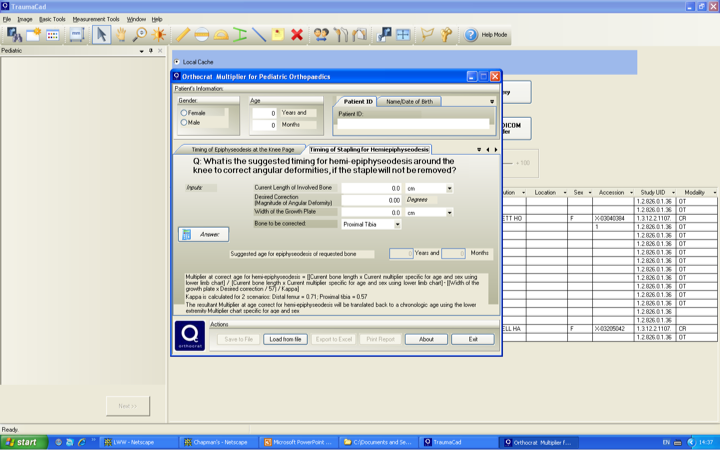 TraumaCad
File Image Basic Tools Measurement Tools Window Help
Help Mode
Pediatric
Local Cache
Orthocrat Multiplier for Pediatric Orthopaedics
Patient's Information:
Gender:
Female
Male
Age
0 Years and
0 Months
Patient ID Name/Date of Birth
Patient ID:
Timing of Epiphyseodesis at the Knee Page Timing of Stapling for Hemiepiphyseodesis
Q: What is the suggested timing for hemi-epiphyseodesis around the
knee to correct angular deformities, if the staple will not be removed?
Inputs:
Current Length of Involved Bone 0.0 cm
Desired Correction
(Magnitude of Angular Deformity) 0.00 Degrees
Width of the Growth Plate 0.0 cm
Bone to be corrected: Proximal Tibia
Answer:
Suggested age for epiphyseodesis of requested bone 0 Years and 0 Months
Multiplier at correct age for hemi-epiphyseodesis = [[Current bone length x Current multiplier specific for age and sex using
lower limb chart] / [Current bone length x Current multiplier specific for age and sex using lower limb chart] - [[Width of the
growth plate x Desired correction / 57] / Kappa]
Kappa is calculated for 2 scenarios: Distal femur = 0.71; Proximal tibia = 0.57
The resultant Multiplier at age correct for hemi-epiphyseodesis will be translated back to a chronologic age using the lower
extremity Multiplier chart specific for age and sex
orthocrat
Actions
Save to File Load from file Export to Excel Print Report About Exit
DICOM
+ 100
Location Sex Accession Study UID Modality
1.2.826.0.1.36 OT
1.2.826.0.1.36 OT
ETT HO F X-03040384 1.3.12.2.1107. CR
1 1.2.826.0.1.36 OT
1.2.826.0.1.36 OT
1.2.826.0.1.36 OT
1.2.826.0.1.36 OT
1.2.826.0.1.36 OT
1.2.826.0.1.36 OT
1.2.826.0.1.36 OT
1.2.826.0.1.36 OT
1.2.826.0.1.36 OT
1.2.826.0.1.36 OT
1.2.826.0.1.36
1.2.826.0.1.36
ELL HA F X-03205042 1.3.12.2.1107. CR
1.2.826.0.1.36 OT
Next >>
Ready
start LWW - Netscape Chapman's - Netscape Microsoft PowerPoint ... C:\Documents and Se... TraumaCad Orthocrat Multiplier f... EN 14:37